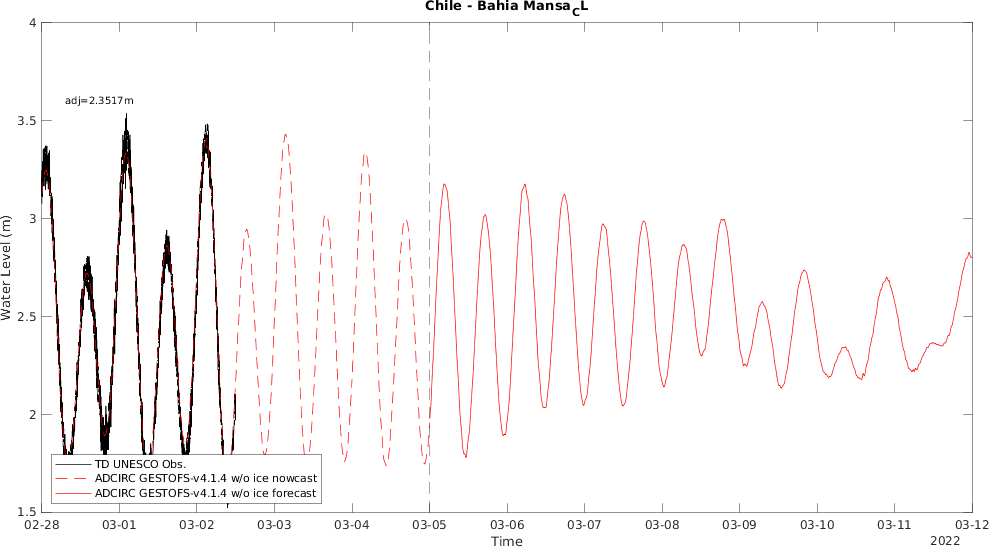 Chile - Bahia Mansa_CL
4
adj=2.3517m
3.5
3
Water Level (m)
2.5
2
TD UNESCO Obs.
ADCIRC GESTOFS-v4.1.4 w/o ice nowcast
ADCIRC GESTOFS-v4.1.4 w/o ice forecast
1.5
02-28 03-01 03-02 03-03 03-04 03-05 03-06 03-07 03-08 03-09 03-10 03-11 03-12
Time
2022